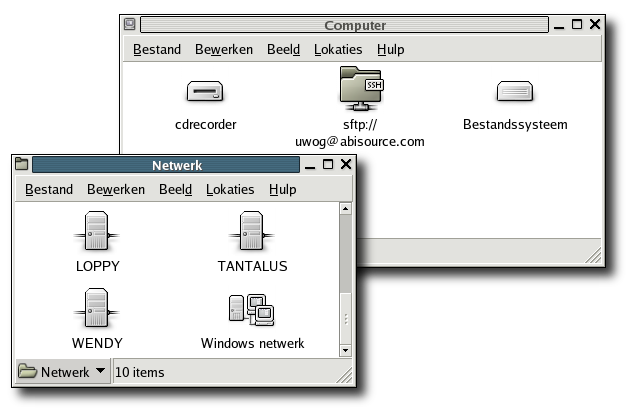 Computer
Bestand Bewerken Beeld Lokaties Hulp
SSH
cdrecorder
sftp://
uwog@abisource.com
Bestandssysteem
Netwerk
Bestand Bewerken Beeld Lokaties Hulp
LOPPY
TANTALUS
WENDY
Windows netwerk
Netwerk
10 items